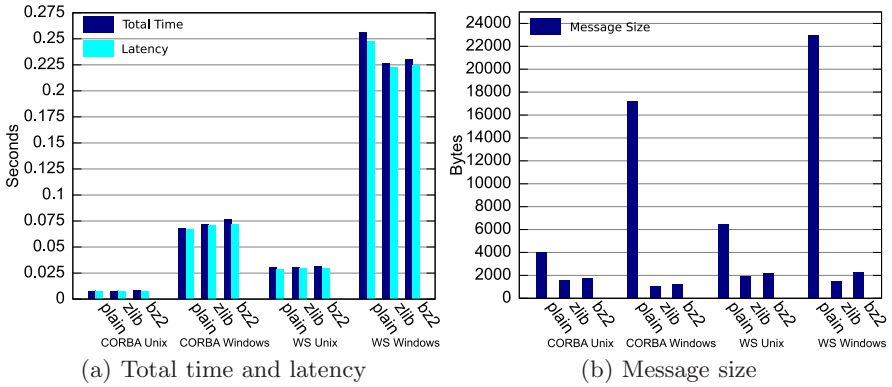 Total Time
Latency
0.275
0.25
0.225
0.2
0.175
0.15
0.125
0.1
0.075
0.05
0.025
0
Seconds
plain zlib bz2 plain zlib bz2 plain zlib bz2 plain zlib bz2
CORBA Unix CORBA Windows WS Unix WS Windows
(a) Total time and latency
Message Size
24000
22000
20000
18000
16000
14000
12000
10000
8000
6000
4000
2000
0
Bytes
plain zlib bz2 plain zlib bz2 plain zlib bz2 plain zlib bz2
CORBA Unix CORBA Windows WS Unix WS Windows
(b) Message size